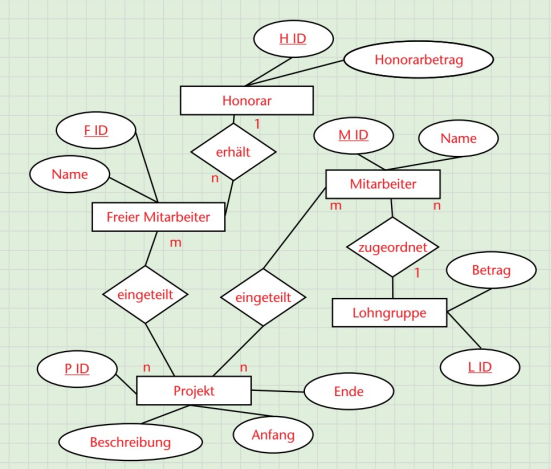 H ID
Honorarbetrag
Honorar
1
F ID
erhält
M ID
Name
Name
n
Mitarbeiter
m
n
Freier Mitarbeiter
m
zugeordnet
1
Betrag
eingeteilt
eingeteilt
Lohngruppe
P ID
n
n
L ID
Projekt
Ende
Beschreibung
Anfang